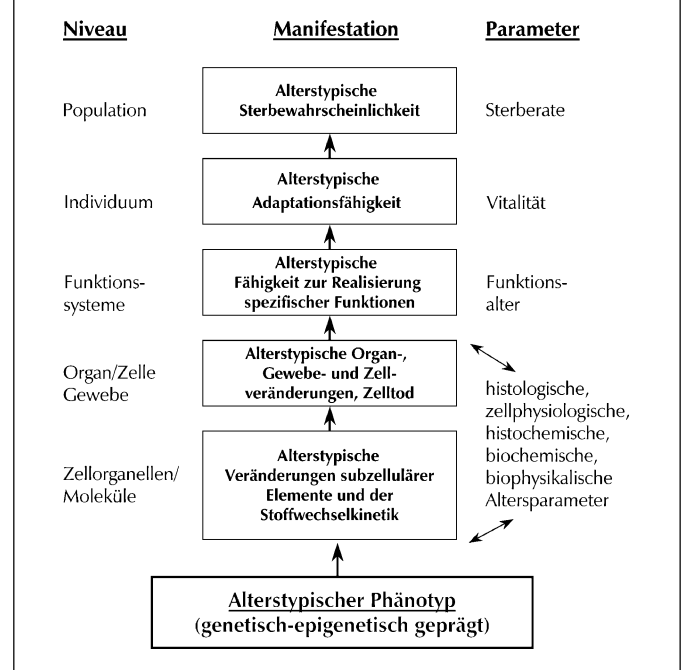 Niveau Manifestation Parameter
Population
Alterstypische
Sterbewahrscheinlichkeit
Sterberate
Individuum
Alterstypische
Adaptationsfähigkeit
Vitalität
Funktions-
systeme
Alterstypische
Fähigkeit zur Realisierung
spezifischer Funktionen
Funktions-
alter
Organ/Zelle
Gewebe
Alterstypische Organ-,
Gewebe- und Zell-
veränderungen, Zelltod
histologische,
zellphysiologische,
histochemische,
biochemische,
biophysikalische
Altersparameter
Zellorganellen/
Moleküle
Alterstypische
Veränderungen subzellulärer
Elemente und der
Stoffwechselkinetik
Alterstypischer Phänotyp
(genetisch-epigenetisch geprägt)